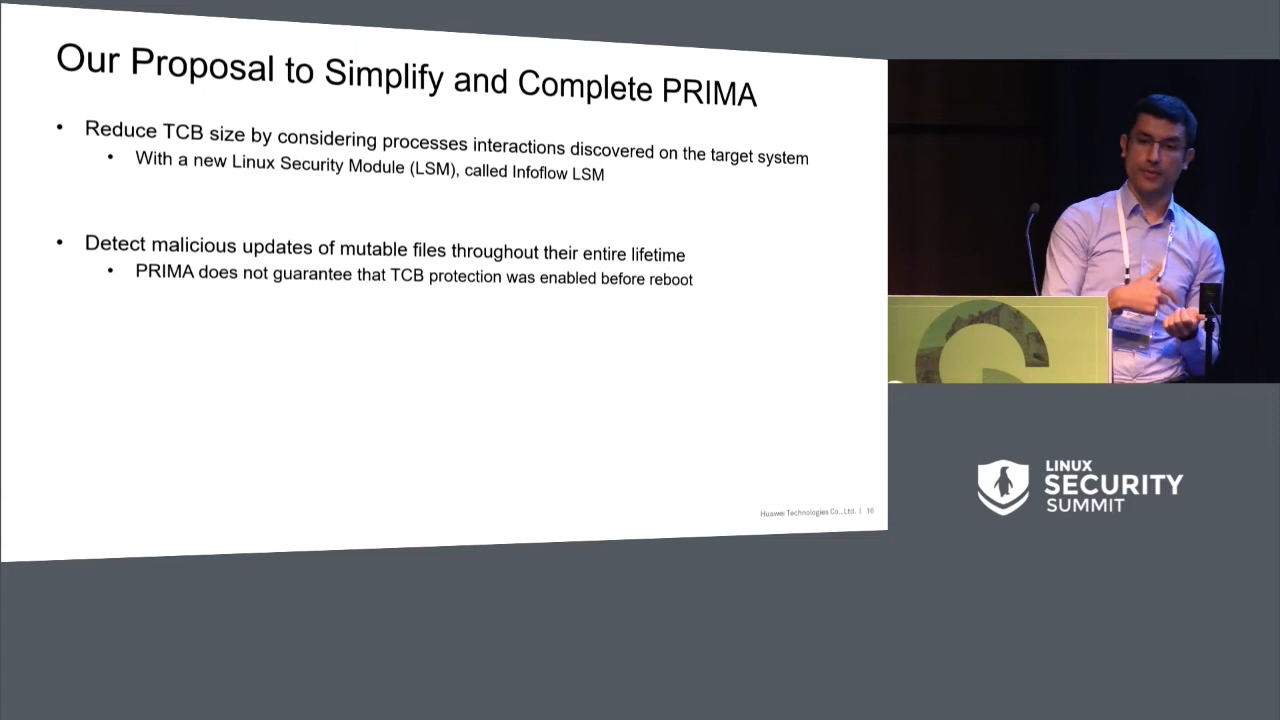 Our Proposal to Simplify and Complete PRIMA
• Reduce TCB size by considering processes interactions discovered on the target system
• With a new Linux Security Module (LSM), called Infoflow LSM
• Detect malicious updates of mutable files throughout their entire lifetime
• PRIMA does not guarantee that TCB protection was enabled before reboot
Huawei Technologies Co., Ltd. | 16
LINUX
SECURITY
SUMMIT